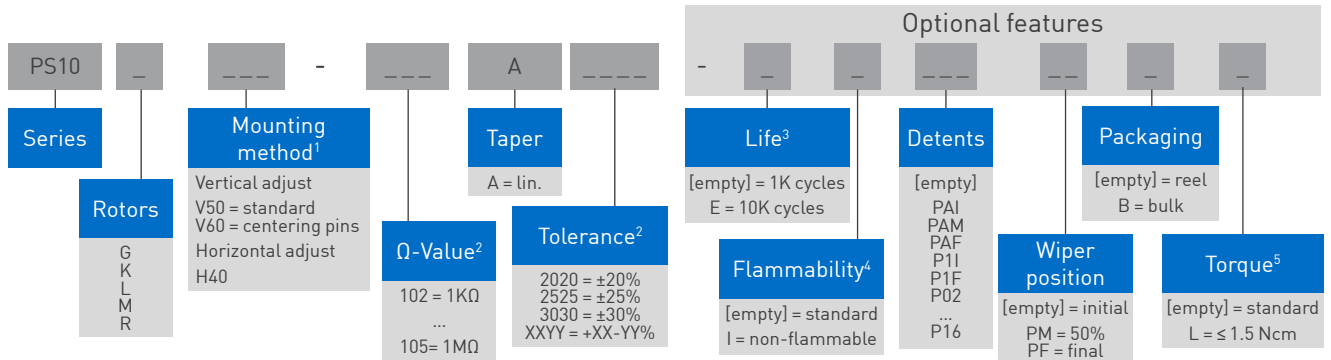 Optional features
PS10 _ _ _ _ - _ _ _ A _ _ _ _ - _ _ _ _ _ _ _ _ _
Series
Rotors
G
K
L
M
R
Mounting
method¹
Vertical adjust
V50 = standard
V60 = centering pins
Horizontal adjust
H40
Ω-Value²
102 = 1KΩ
...
105= 1MΩ
Taper
A = lin.
Tolerance²
2020 = ±20%
2525 = ±25%
3030 = ±30%
XXYY = +XX-YY%
Life³
[empty] = 1K cycles
E = 10K cycles
Flammability⁴
[empty] = standard
I = non-flammable
Detents
[empty]
PAI
PAM
PAF
P1I
P1F
P02
...
P16
Wiper
position
[empty] = initial
PM = 50%
PF = final
Packaging
[empty] = reel
B = bulk
Torque⁵
[empty] = standard
L = ≤ 1.5 Ncm